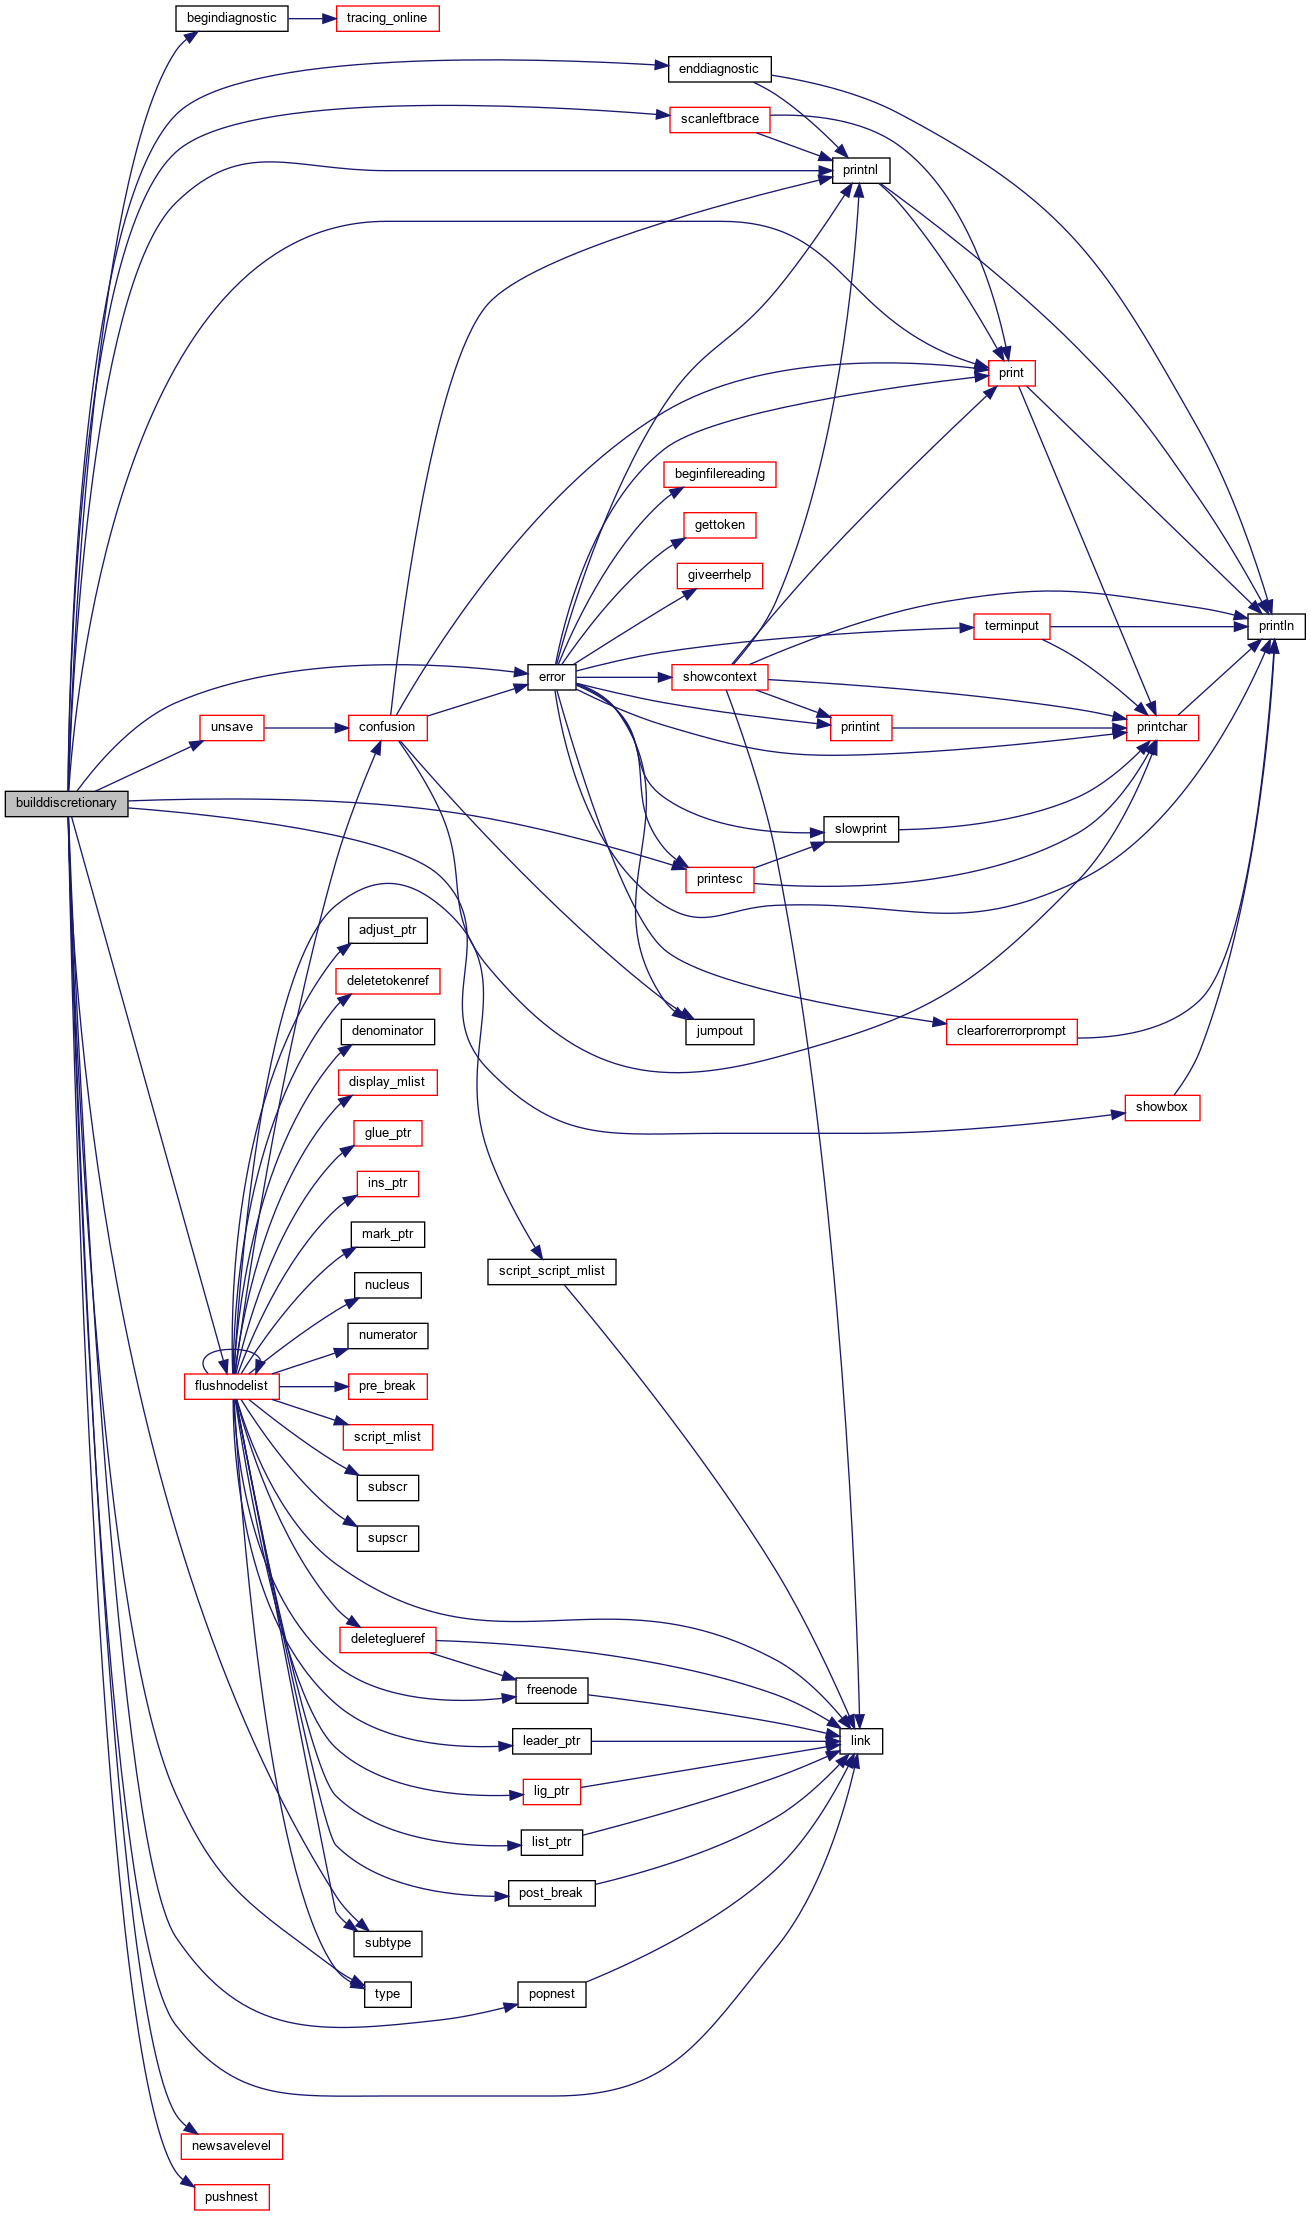 begindiagnostic
tracing_online
enddiagnostic
scanleftbrace
printnl
print
beginfilereading
gettoken
giveerrhelp
terminput
println
error
showcontext
unsave
confusion
printint
printchar
builddiscretionary
slowprint
printesc
adjust_ptr
deletetokenref
denominator
jumpout
clearforerrorprompt
display_mlist
showbox
glue_ptr
ins_ptr
mark_ptr
script_script_mlist
nucleus
numerator
flushnodelist
pre_break
script_mlist
subscr
supscr
deleteglueref
freenode
leader_ptr
link
lig_ptr
list_ptr
post_break
subtype
type
popnest
newsavelevel
pushnest